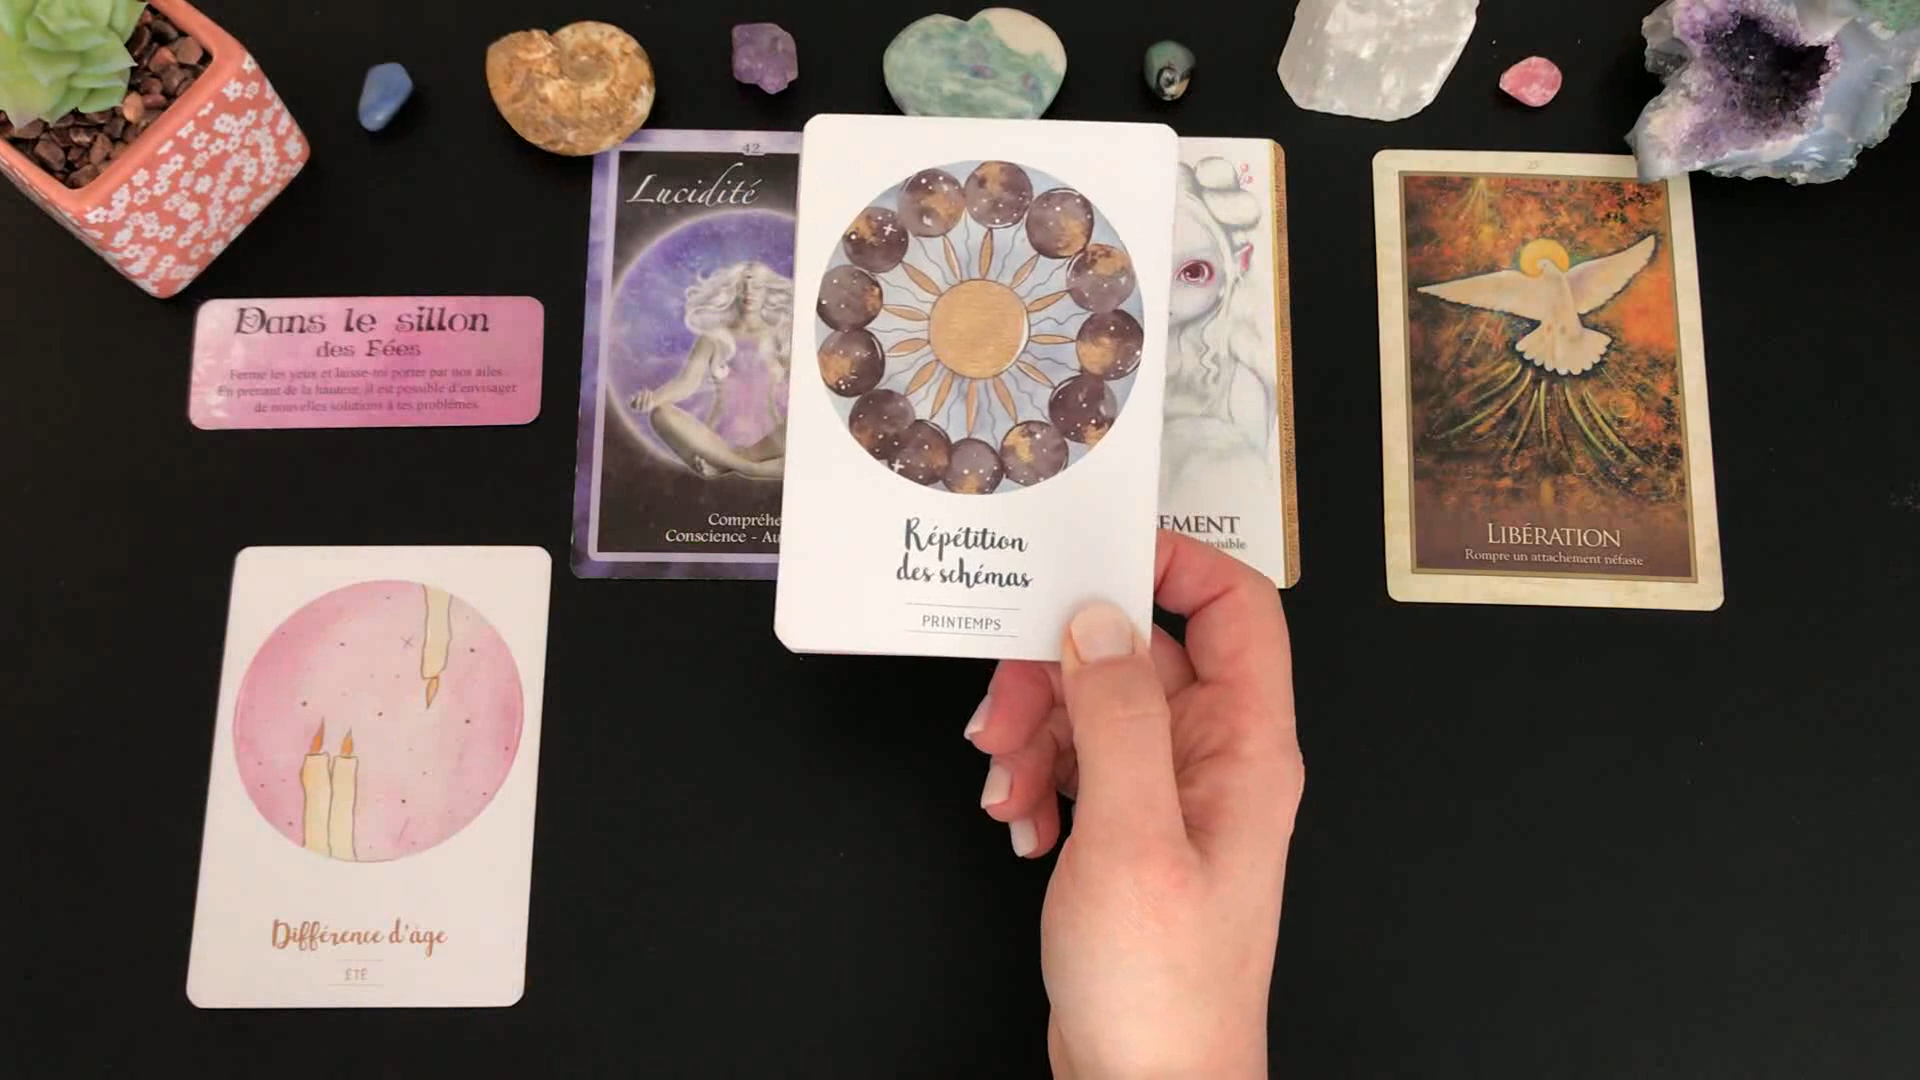 42
Lucidité
Compréhe
Conscience - Au
Dans le sillon
des Fées
Ferme les yeux et laisse-toi porter par nos ailes.
En prenant de la hauteur, il est possible d'envisager
de nouvelles solutions à tes problèmes.
Répétition
des schémas
PRINTEMPS
EMENT
LIBÉRATION
Rompre un attachement néfaste
Différence d'âge
ÉTÉ